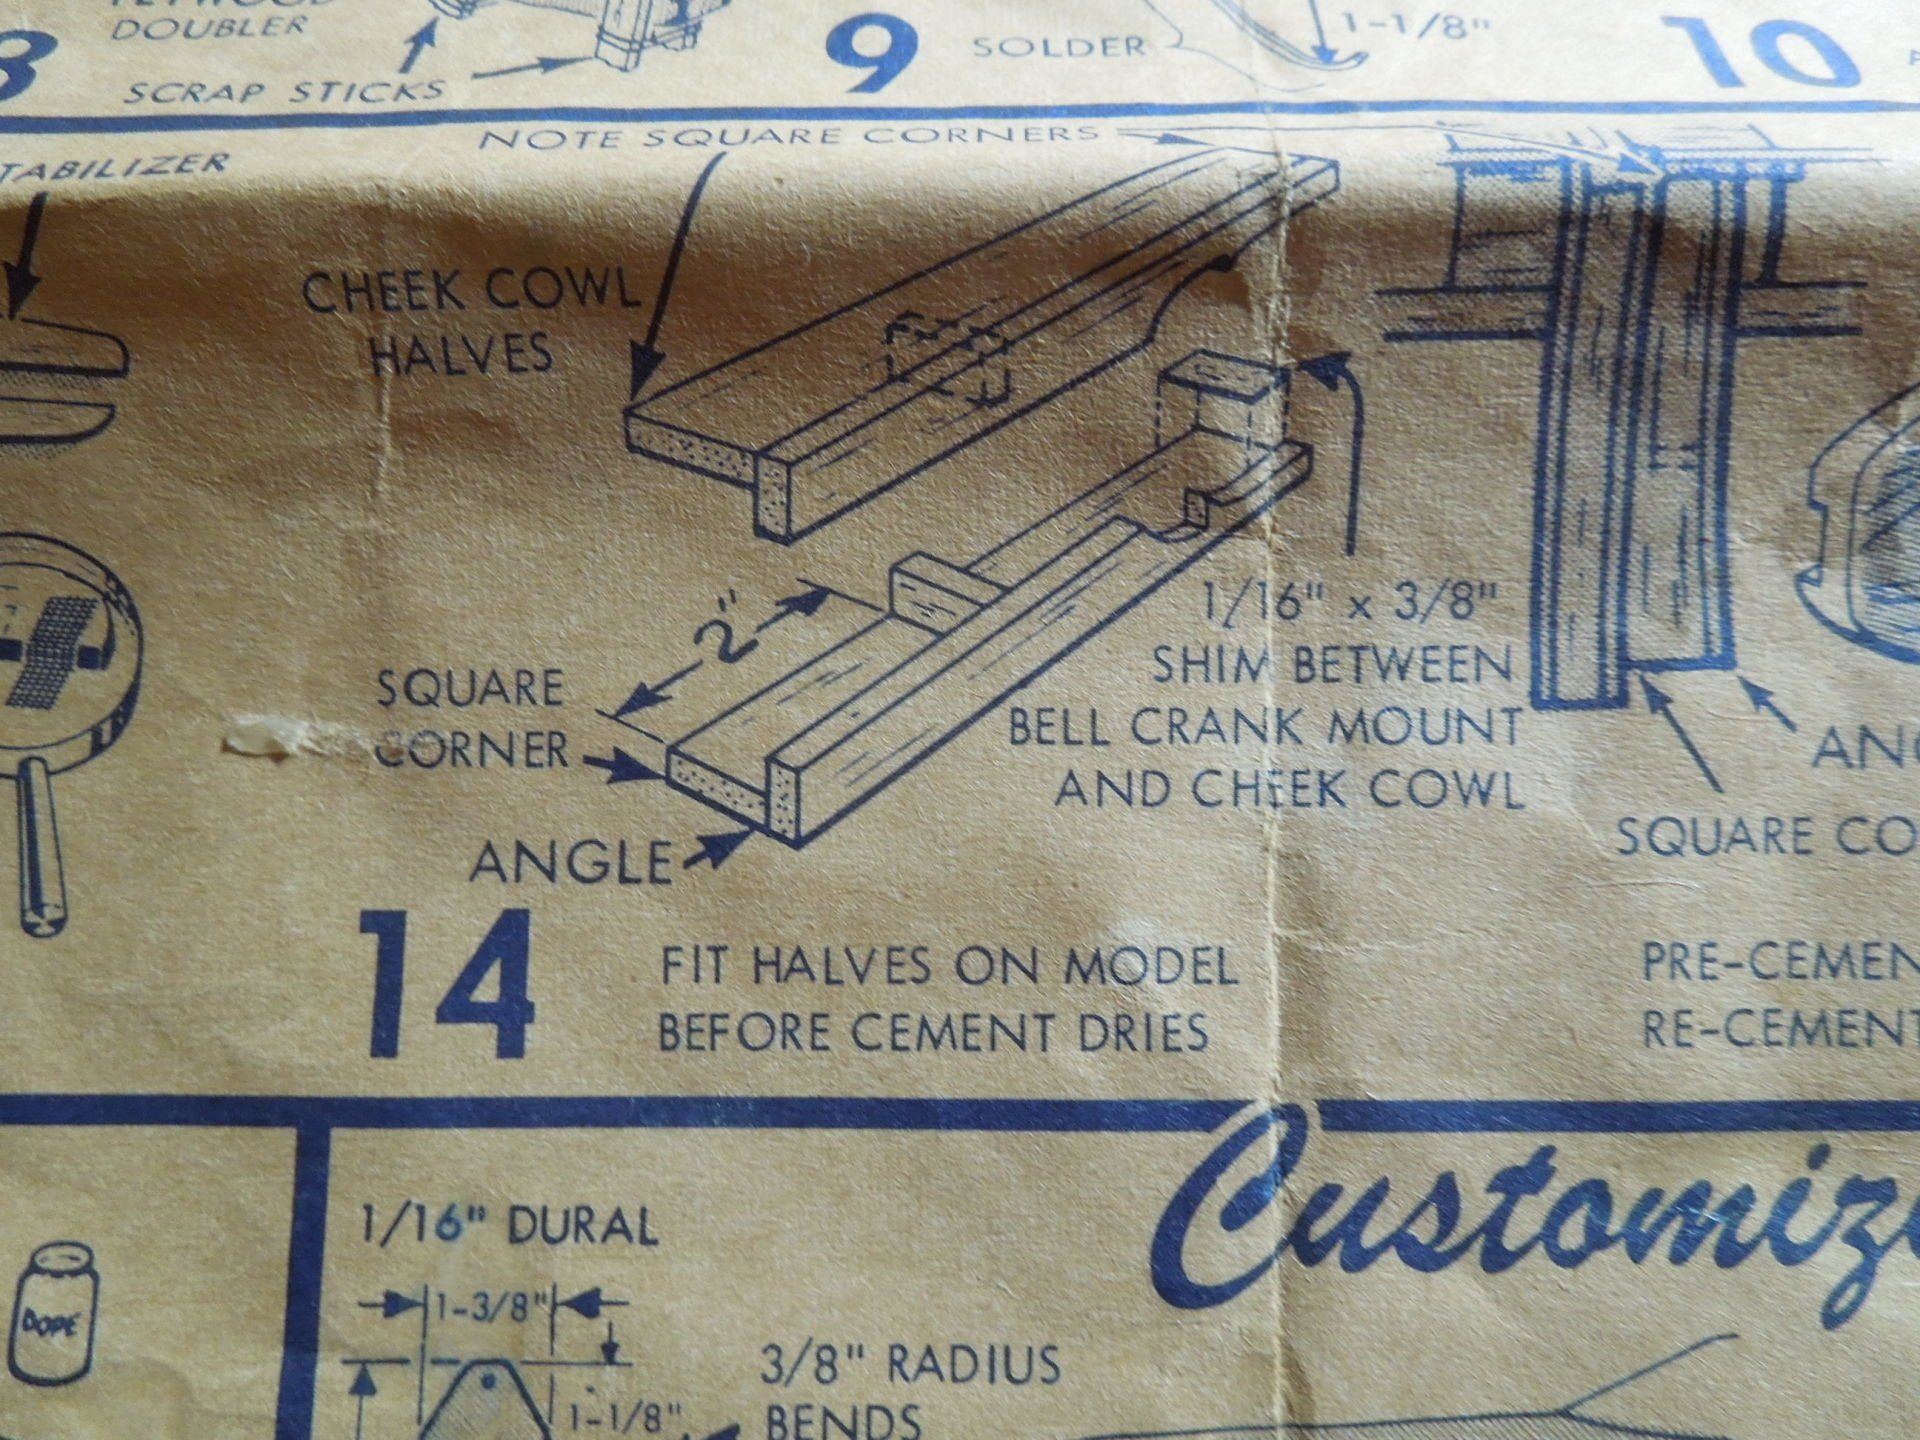 DOUBLER
SCRAP STICKS
9
SOLDER
1-1/8"
10
NOTE SQUARE CORNERS
TABILIZER
CHEEK COWL
HALVES
2"
1/16" x 3/8"
SHIM BETWEEN
BELL CRANK MOUNT
AND CHEEK COWL
SQUARE
CORNER
ANGLE
ANG
SQUARE CO
14
FIT HALVES ON MODEL
BEFORE CEMENT DRIES
PRE-CEMEN
RE-CEMENT
Customiz
1/16" DURAL
1-3/8"
DOPE
3/8" RADIUS
BENDS
1-1/8"